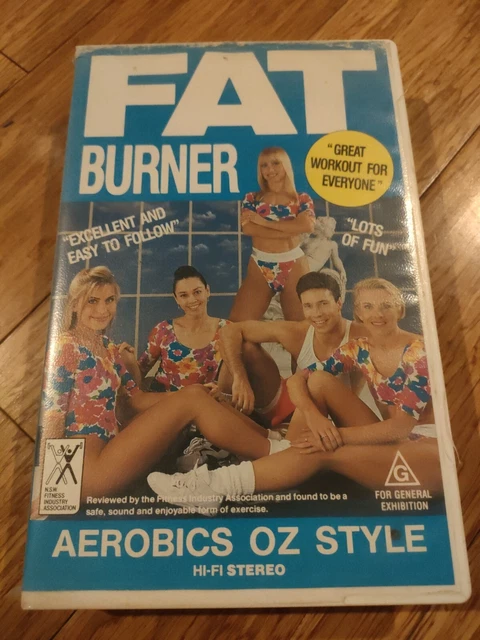 FAT
BURNER
"GREAT
WORKOUT FOR
EVERYONE"
"EXCELLENT AND
EASY TO FOLLOW"
"LOTS
OF FUN"
N.S.W.
FITNESS
INDUSTRY
ASSOCIATION
Reviewed by the Fitness Industry Association and found to be a
safe, sound and enjoyable form of exercise.
G
FOR GENERAL
EXHIBITION
AEROBICS OZ STYLE
HI-FI STEREO